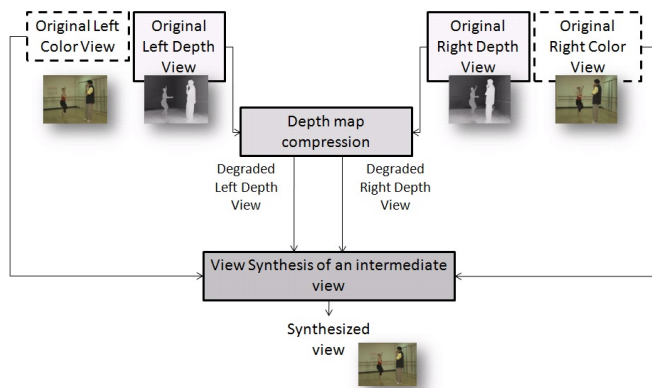 Original Left
Color View
Original
Left Depth
View
Original
Right Depth
View
Original
Right Color
View
Depth map
compression
Degraded
Left Depth
View
Degraded
Right Depth
View
View Synthesis of an intermediate
view
Synthesized
view